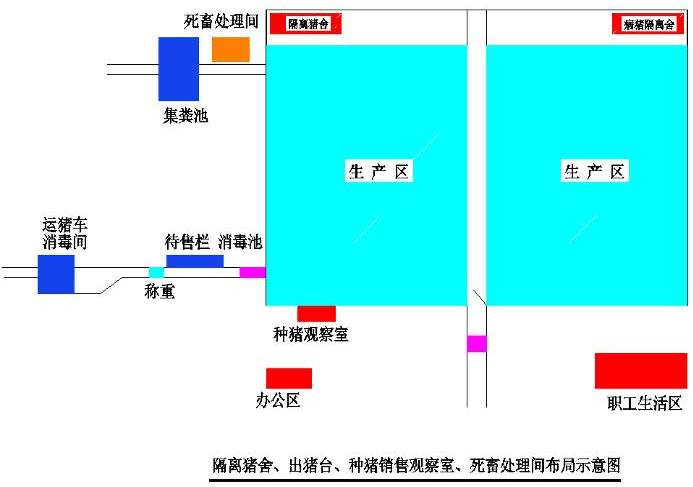 死畜处理间
隔离猪舍
病猪隔离舍
集粪池
生产区
生产区
运猪车
消毒间
待售栏
消毒池
称重
种猪观察室
办公区
职工生活区
隔离猪舍、出猪台、种猪销售观察室、死畜处理间布局示意图